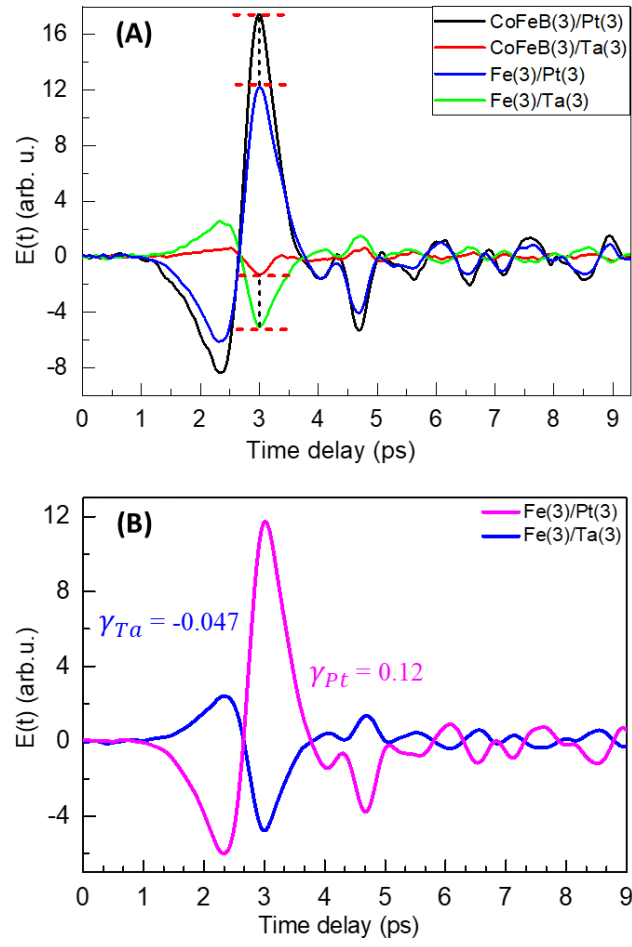 (A)
CoFeB(3)/Pt(3)
CoFeB(3)/Ta(3)
Fe(3)/Pt(3)
Fe(3)/Ta(3)
E(t) (arb. u.)
16
12
8
4
0
-4
-8
0 1 2 3 4 5 6 7 8 9
Time delay (ps)
(B)
Fe(3)/Pt(3)
Fe(3)/Ta(3)
γTa = -0.047
γPt = 0.12
E(t) (arb.u.)
12
8
4
0
-4
0 1 2 3 4 5 6 7 8 9
Time delay (ps)